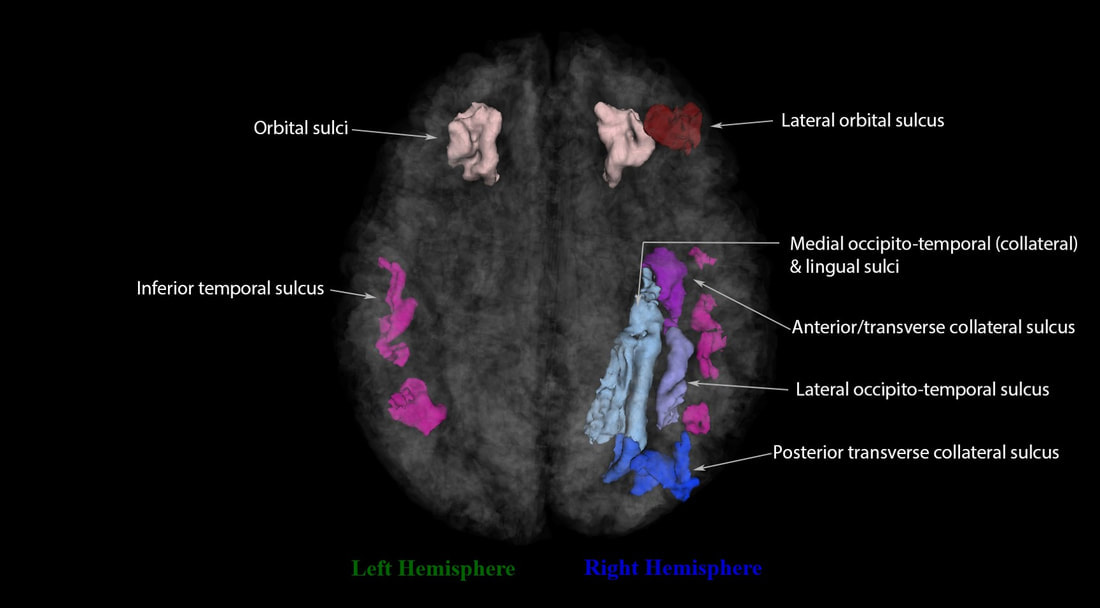 Orbital sulci
Lateral orbital sulcus
Medial occipito-temporal (collateral)
& lingual sulci
Inferior temporal sulcus
Anterior/transverse collateral sulcus
Lateral occipito-temporal sulcus
Posterior transverse collateral sulcus
Left Hemisphere
Right Hemisphere